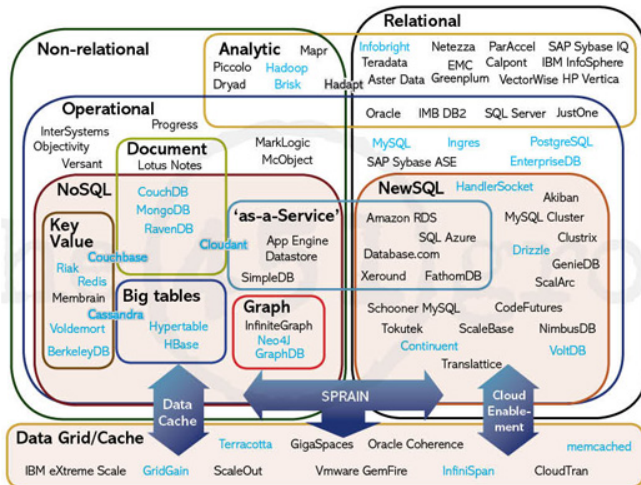 Relational
Non-relational
Analytic
Mapr
Infobright
Netezza
ParAccel
SAP Sybase IQ
Piccolo
Hadoop
Teradata
EMC
Greenplum
Calpont
IBM InfoSphere
Dryad
Brisk
Hadapt
Aster Data
VectorWise
HP Vertica
Operational
Oracle
IMB DB2
SQL Server
JustOne
InterSystems
Progress
Objectivity
Versant
Document
Lotus Notes
MarkLogic
McObject
MySQL
Ingres
PostgreSQL
SAP Sybase ASE
EnterpriseDB
NoSQL
CouchDB
MongoDB
RavenDB
'as-a-Service'
NewSQL
HandlerSocket
Akiban
Key
Value
Couchbase
Cloudant
App Engine
Datastore
SimpleDB
Amazon RDS
SQL Azure
Database.com
Xeround
FathomDB
MySQL Cluster
Clustrix
Drizzle
GenieDB
ScalArc
Riak
Redis
Membrain
Cassandra
Voldemort
BerkeleyDB
Big tables
Hypertable
HBase
Graph
InfiniteGraph
Neo4J
GraphDB
Schooner MySQL
CodeFutures
Tokutek
ScaleBase
NimbusDB
Continuent
VoltDB
Translattice
Data
Cache
SPRAIN
Cloud
Enable-
ment
Data Grid/Cache
Terracotta
GigaSpaces
Oracle Coherence
memcached
IBM eXtreme Scale
GridGain
ScaleOut
Vmware GemFire
InfiniSpan
CloudTran